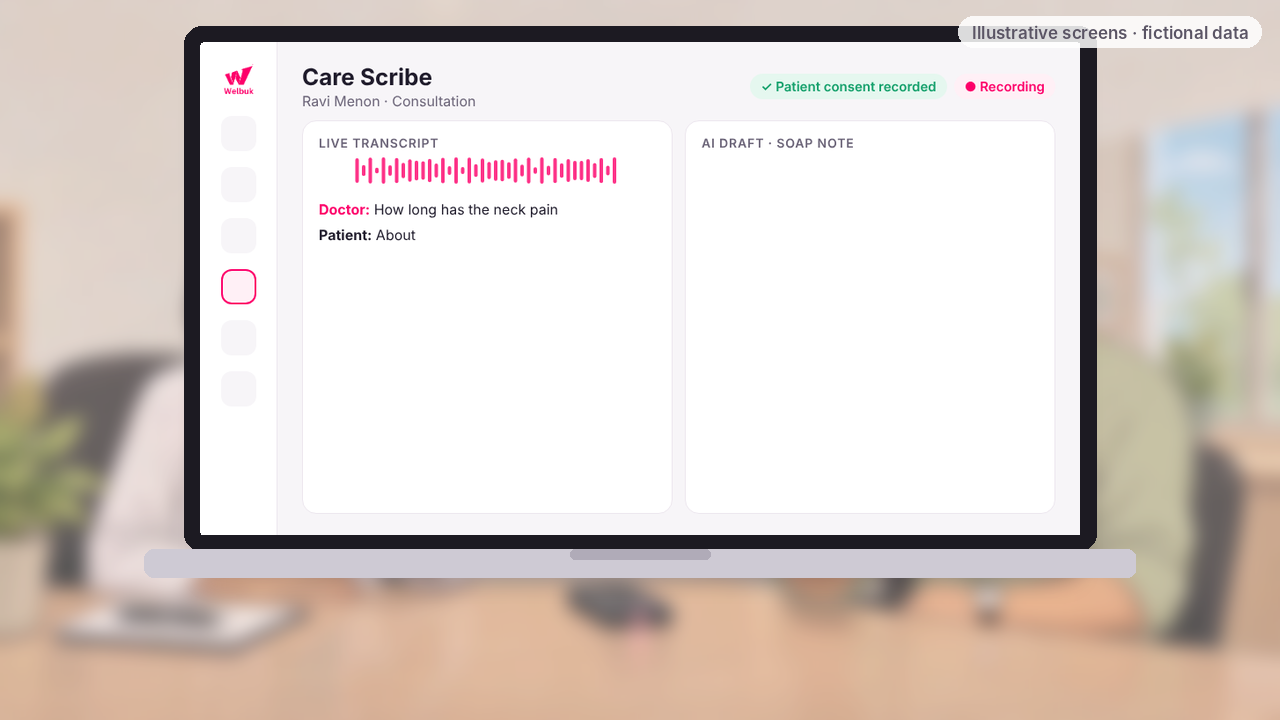 Illustrative screens · fictional data
Welbuk
Care Scribe
Ravi Menon · Consultation
✓ Patient consent recorded
● Recording
LIVE TRANSCRIPT
Doctor: How long has the neck pain
Patient: About
AI DRAFT · SOAP NOTE